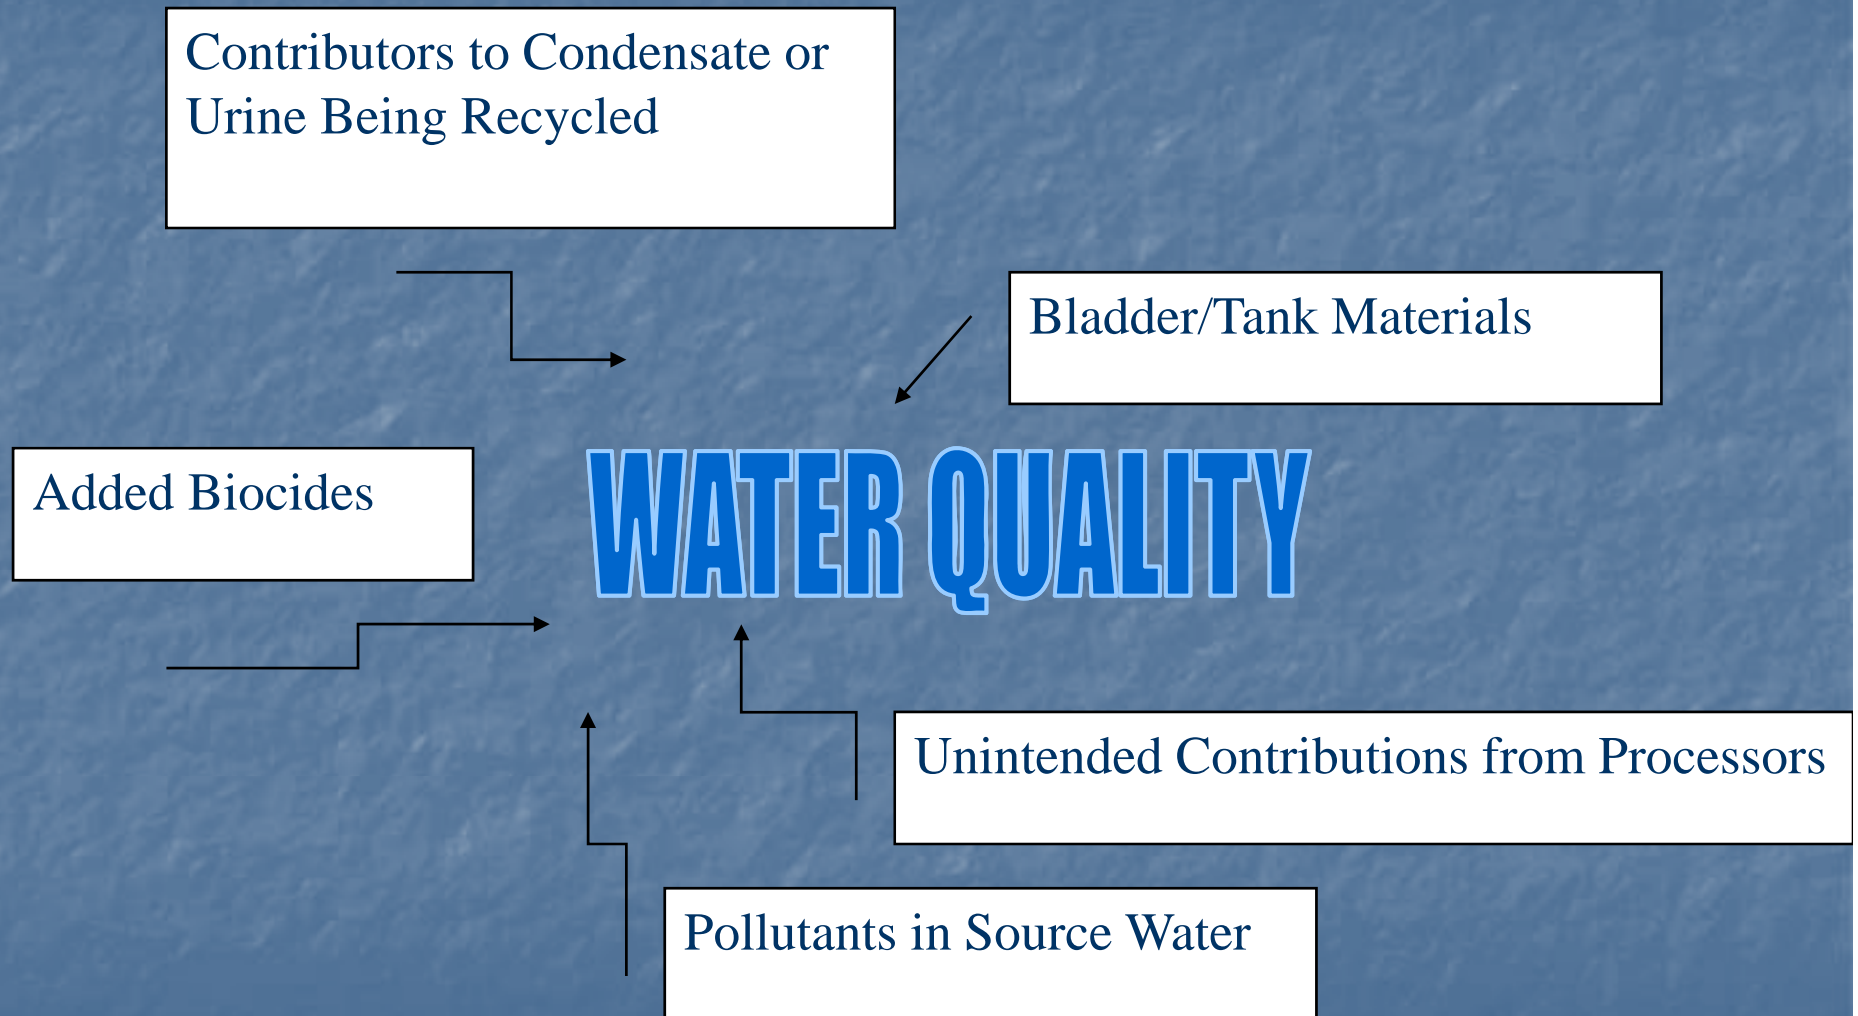 Contributors to Condensate or
Urine Being Recycled
Bladder/Tank Materials
Added Biocides
WATER QUALITY
Unintended Contributions from Processors
Pollutants in Source Water